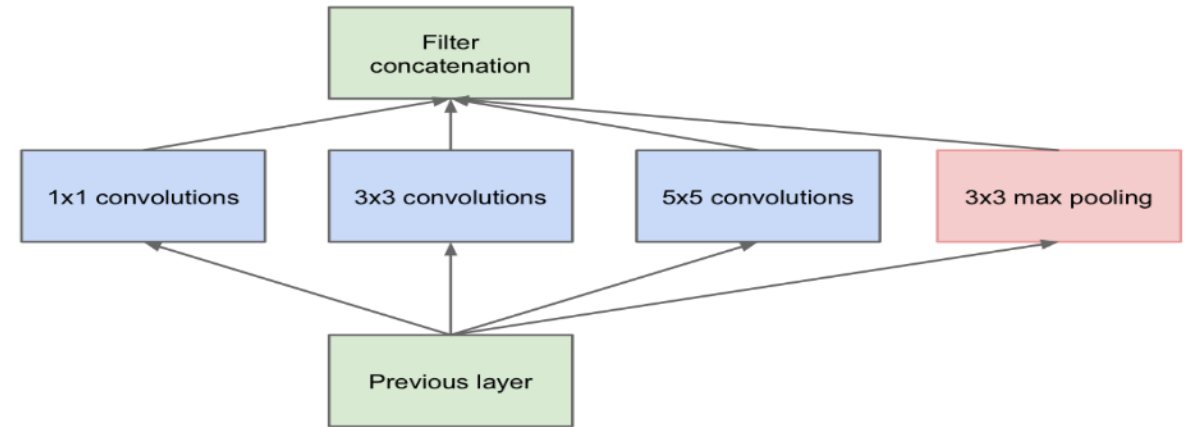 Filter
concatenation
1x1 convolutions
3x3 convolutions
5x5 convolutions
3x3 max pooling
Previous layer